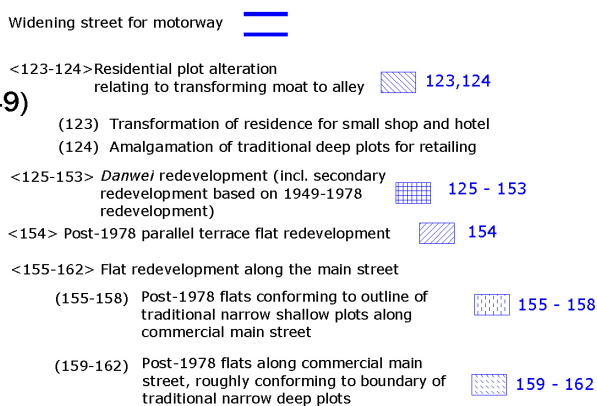 Widening street for motorway
<123-124>Residential plot alteration
relating to transforming moat to alley
123,124
49)
(123) Transformation of residence for small shop and hotel
(124) Amalgamation of traditional deep plots for retailing
<125-153> Danwei redevelopment (incl. secondary
redevelopment based on 1949-1978
redevelopment)
125 - 153
<154> Post-1978 parallel terrace flat redevelopment
154
<155-162> Flat redevelopment along the main street
(155-158) Post-1978 flats conforming to outline of
traditional narrow shallow plots along
commercial main street
155 - 158
(159-162) Post-1978 flats along commercial main
street, roughly conforming to boundary of
traditional narrow deep plots
159 - 162